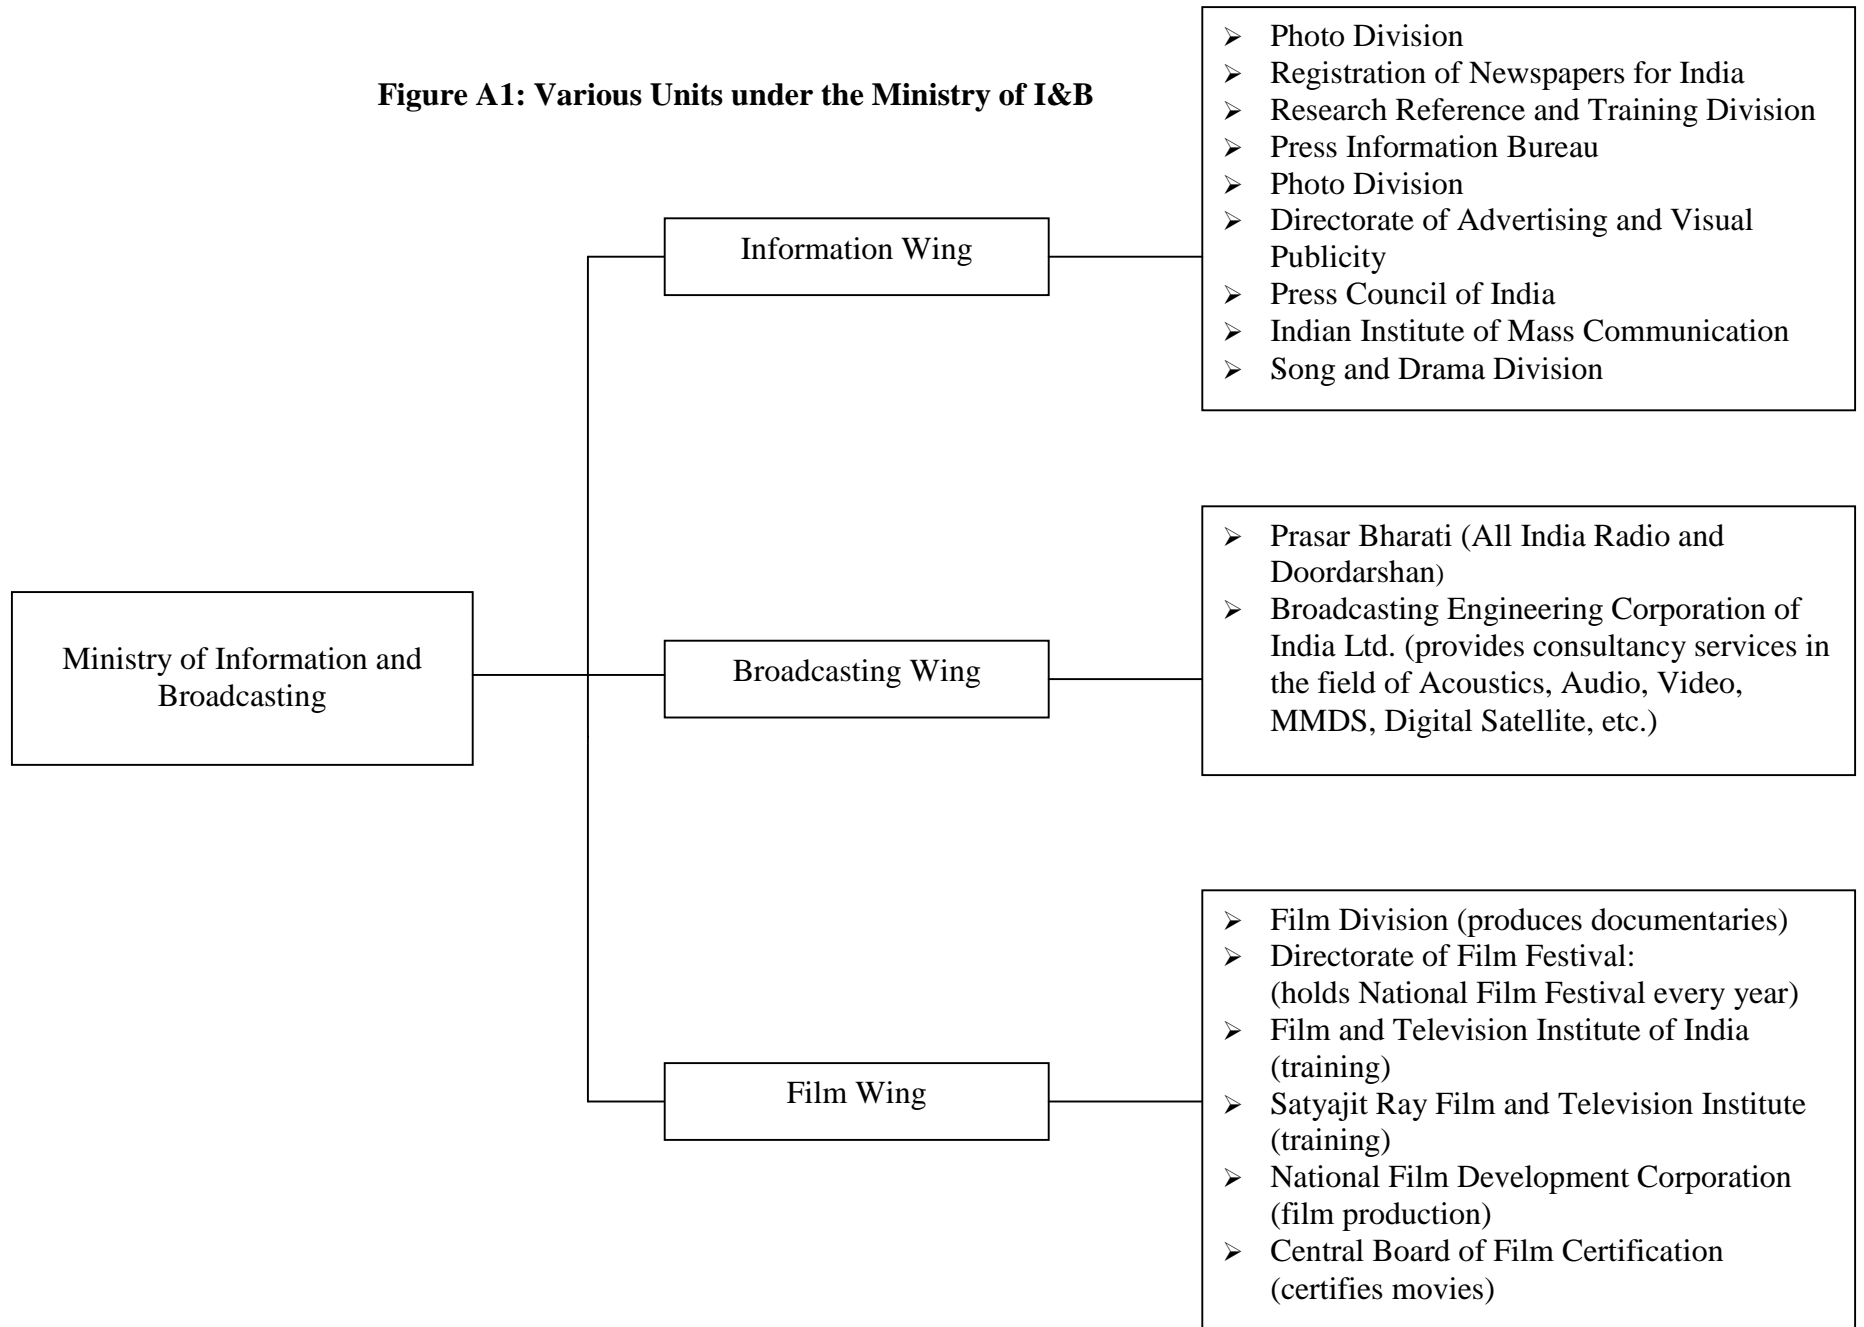 Figure A1: Various Units under the Ministry of I&B
Ministry of Information and
Broadcasting
Information Wing
➢ Photo Division
➢ Registration of Newspapers for India
➢ Research Reference and Training Division
➢ Press Information Bureau
➢ Photo Division
➢ Directorate of Advertising and Visual
Publicity
➢ Press Council of India
➢ Indian Institute of Mass Communication
➢ Song and Drama Division
Broadcasting Wing
➢ Prasar Bharati (All India Radio and
Doordarshan)
➢ Broadcasting Engineering Corporation of
India Ltd. (provides consultancy services in
the field of Acoustics, Audio, Video,
MMDS, Digital Satellite, etc.)
Film Wing
➢ Film Division (produces documentaries)
➢ Directorate of Film Festival:
(holds National Film Festival every year)
➢ Film and Television Institute of India
(training)
➢ Satyajit Ray Film and Television Institute
(training)
➢ National Film Development Corporation
(film production)
➢ Central Board of Film Certification
(certifies movies)